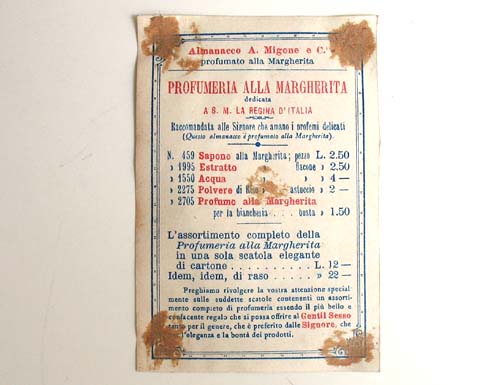 Almanacco A. Migone e C.
profumato alla Margherita
PROFUMERIA ALLA MARGHERITA
dedicata
A S. M. LA REGINA D'ITALIA
Raccomandata alle Signore che amano i profumi delicati
(Questo almanacco è profumato alla Margherita).
N. 459 Sapone alla Margherita; pezzo L. 2.50
» 1995 Estratto » flacone » 2.50
» 1550 Acqua » » 4 —
» 2275 Polvere di Riso » astuccio » 2 —
» 2705 Profumo alla Margherita
per la biancheria . . . . busta » 1.50
L'assortimento completo della
Profumeria alla Margherita
in una sola scatola elegante
di cartone . . . . . . . . . . L. 12 —
Idem, idem, di raso . . . . » 22 —
Preghiamo rivolgere la vostra attenzione special
mente sulle suddette scatole contenenti un assorti-
mento completo di profumeria essendo il più bello e
confacente regalo che si possa offrire al Gentil Sesso
tanto per il genere, che è preferito dalle Signore, che
l'eleganza e la bontà dei prodotti.